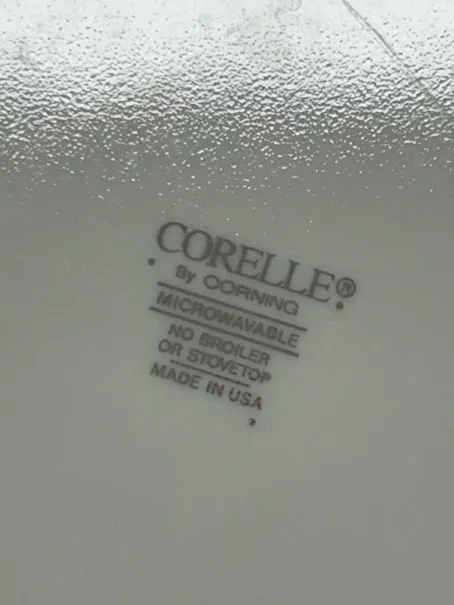 CORELLE®
By CORNING
MICROWAVABLE
NO BROILER
OR STOVETOP
MADE IN USA